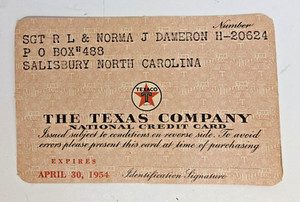 Number
SGT R L & NORMA J DAMERON H-20624
P O BOX#488
SALISBURY NORTH CAROLINA
TEXACO
T
THE TEXAS COMPANY
NATIONAL CREDIT CARD
Issued subject to conditions on reverse side. To avoid
errors please present this card at time of purchasing
EXPIRES
APRIL 30, 1954 Identification Signature